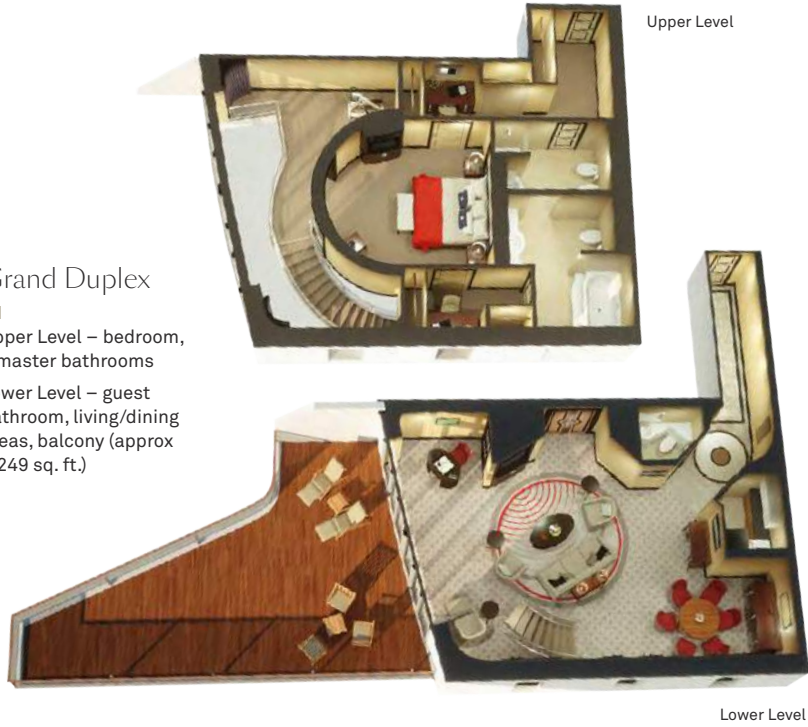 Upper Level
Grand Duplex
pper Level – bedroom,
master bathrooms
wer Level – guest
athroom, living/dining
eas, balcony (approx
249 sq. ft.)
Lower Level